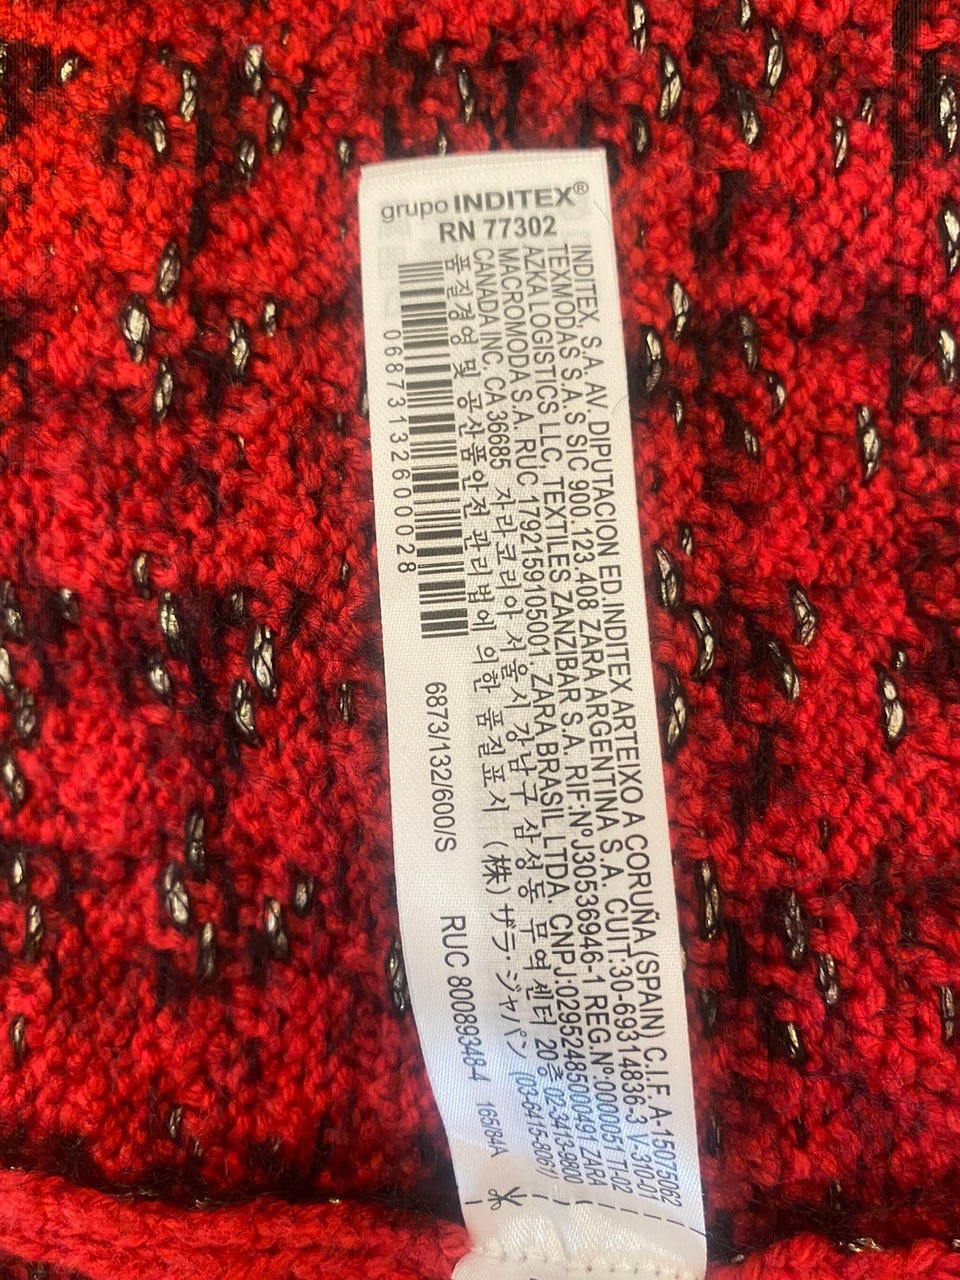 grupo INDITEX®
RN 77302
INDITEX, S.A. AV. DIPUTACION ED.INDITEX ARTEIXO A CORUÑA (SPAIN) C.I.F. A-15075062
TEXMODAS S.A.S SIC 900.123.408 ZARA ARGENTINA S.A. CUIT:30-69314836-3 V-310-01
AZKA LOGISTICS LLC, TEXTILES ZANZIBAR S.A. RIF:Nº J30536946-1 REG.Nº:0000051 TI-02
MACROMODA S.A. RUC 1792159105001. ZARA BRASIL LTDA. CNPJ:02952485000491 ZARA
CANADA INC, CA 36685 자라코리아 서울시 강남구 삼성동 무역센터 20층 02-3413-9800
품질경영 및 공산품안전 관리법에 의한 품질표시 (株) ザラ・ジャパン (03-6415-8061)
0687313260002 8
6873/132/600/S RUC 80089348-4 165/84A